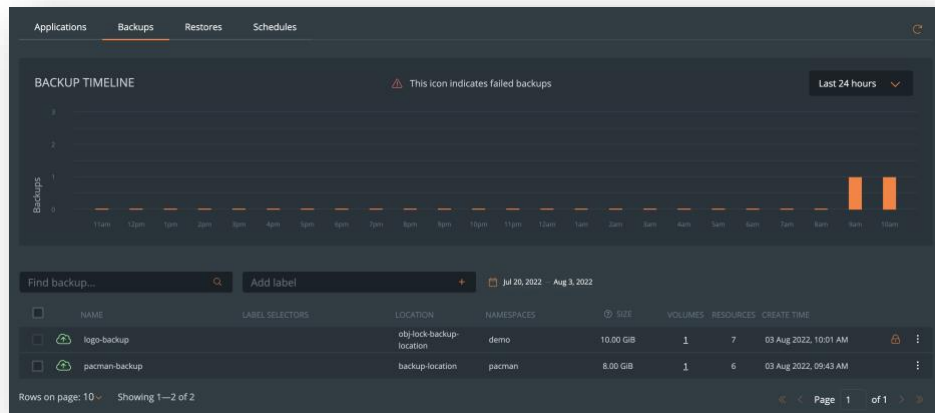 Applications Backups Restores Schedules
BACKUP TIMELINE This icon indicates failed backups Last 24 hours
3
2
1
0
Backups
11am 12pm 1pm 2pm 3pm 4pm 5pm 6pm 7pm 8pm 9pm 10pm 11pm 12am 1am 2am 3am 4am 5am 6am 7am 8am 9am 10am
Find backup... Add label + Jul 20, 2022 - Aug 3, 2022
NAME LABEL SELECTORS LOCATION NAMESPACES SIZE VOLUMES RESOURCES CREATE TIME
logo-backup obj-lock-backup-location demo 10.00 GiB 1 7 03 Aug 2022, 10:01 AM
pacman-backup backup-location pacman 8.00 GiB 1 6 03 Aug 2022, 09:43 AM
Rows on page: 10 Showing 1—2 of 2 « < Page 1 of 1 > »